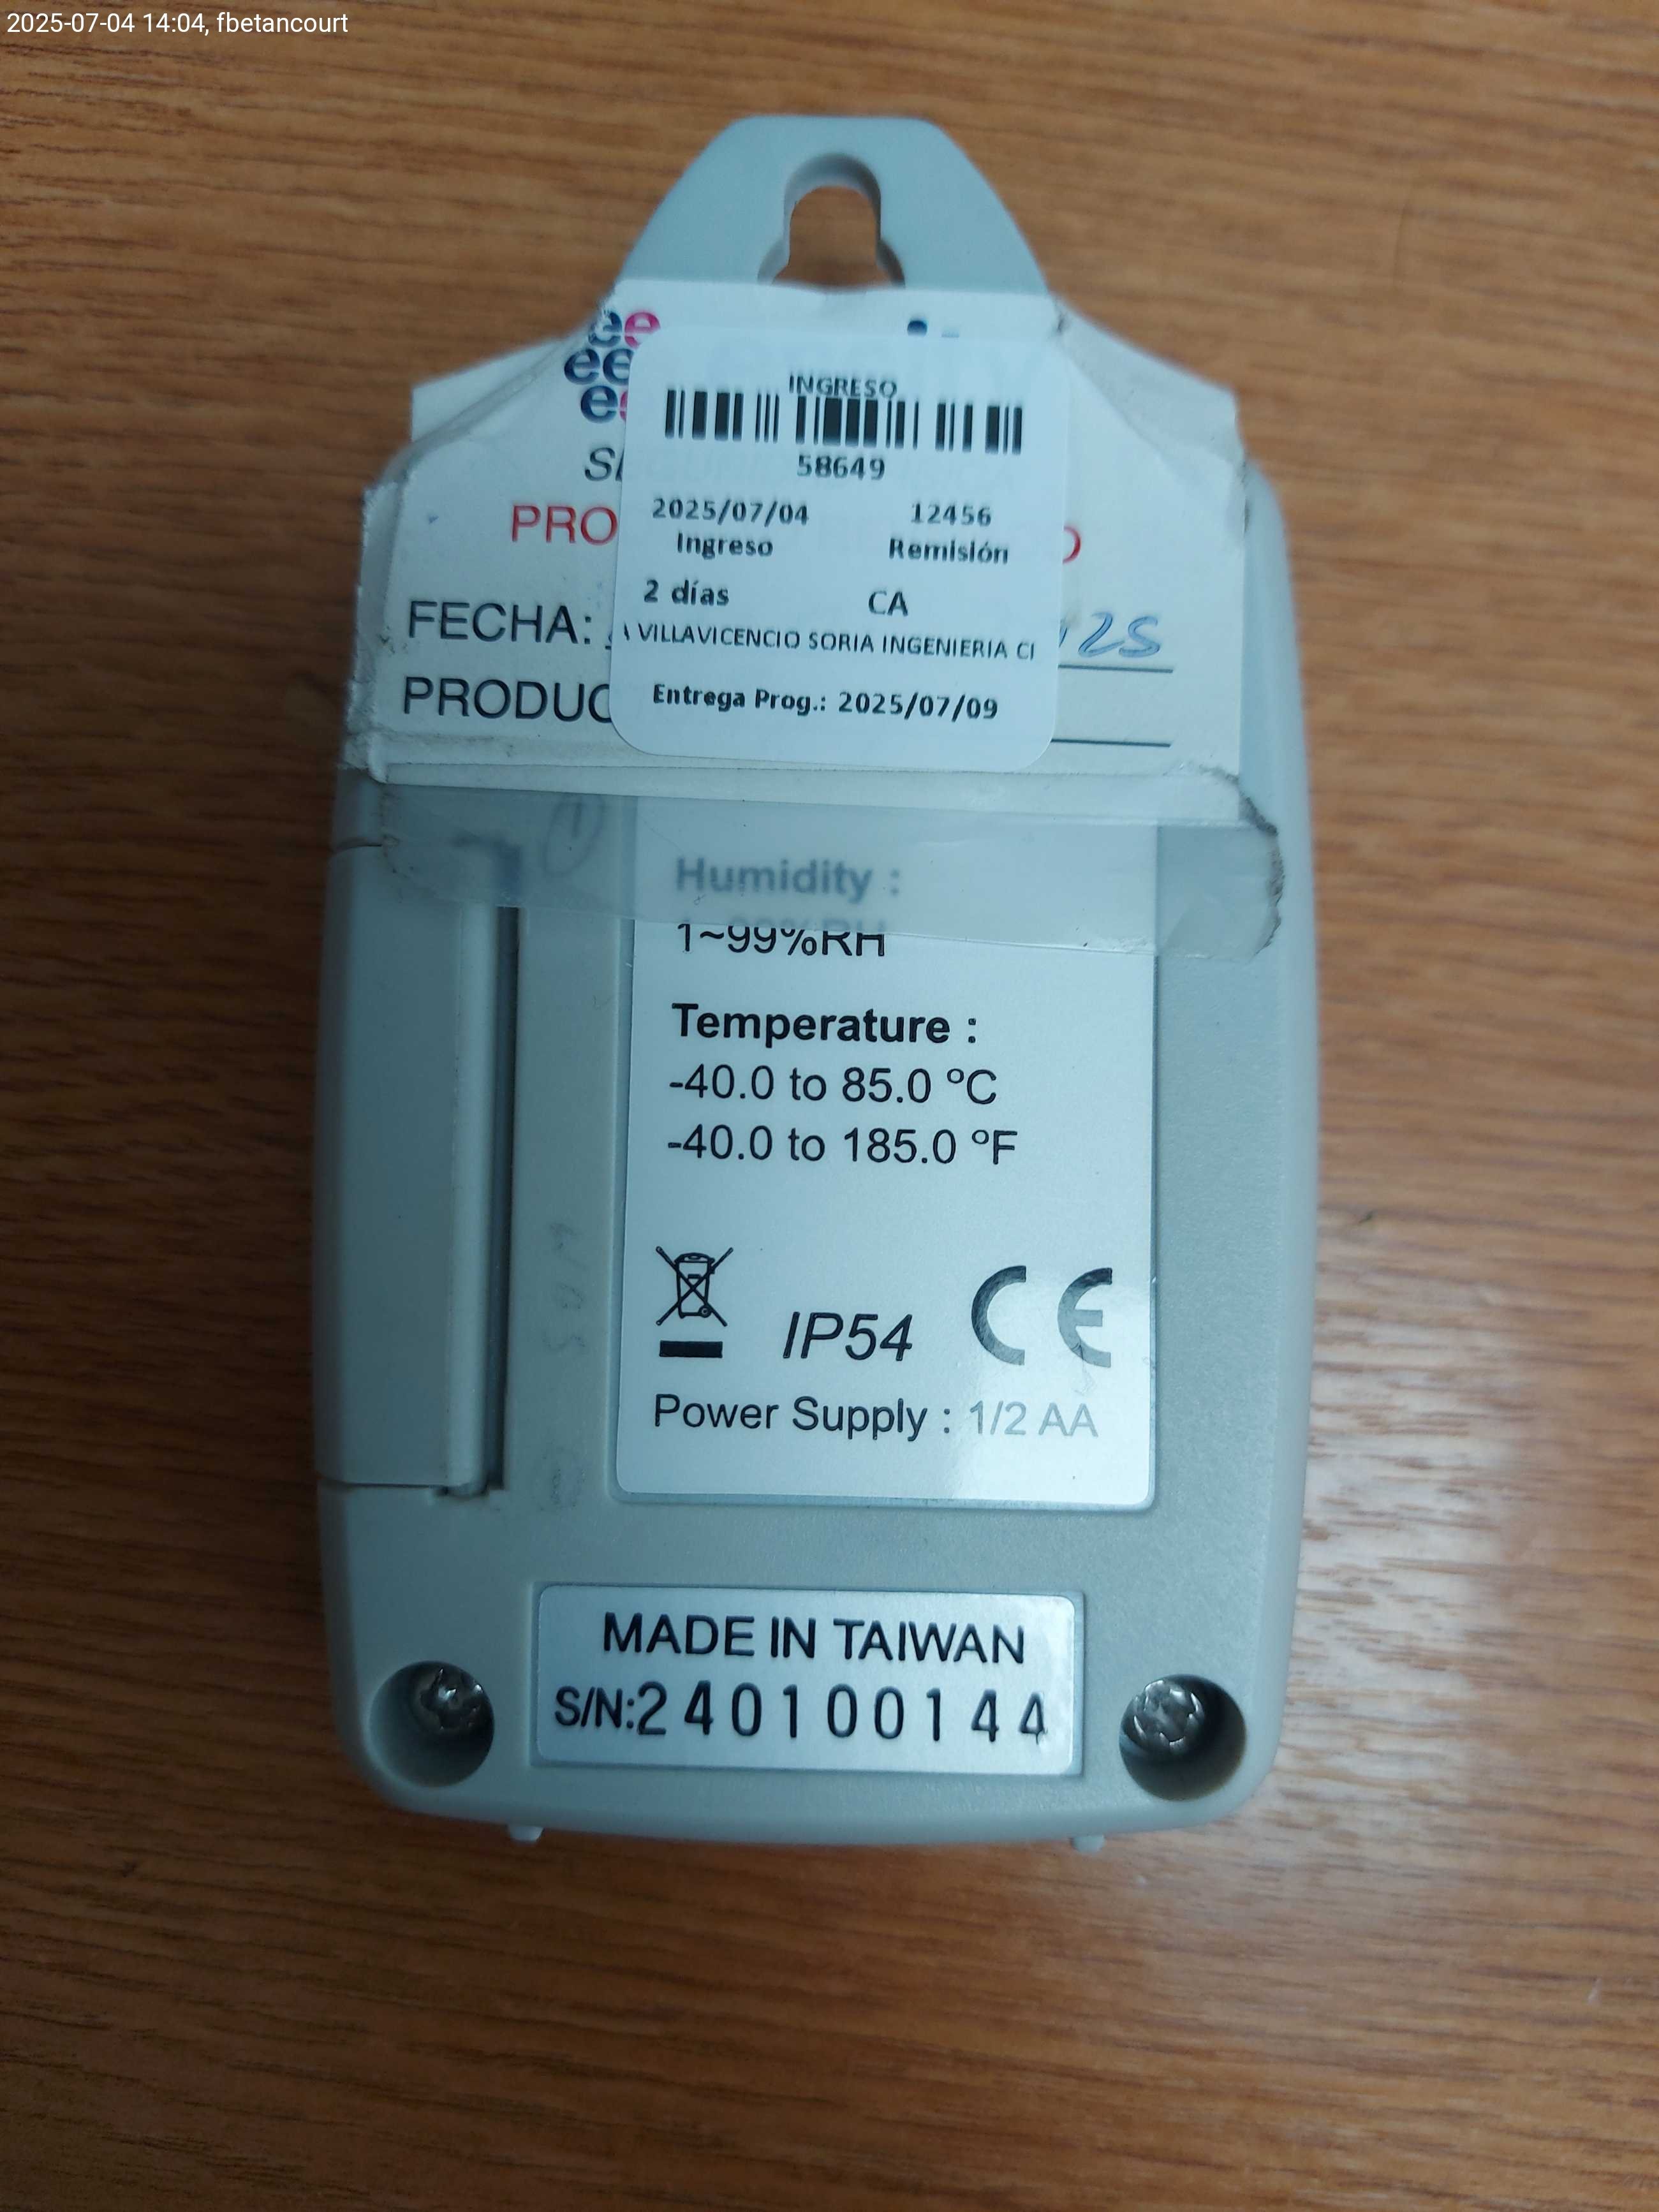 2025-07-04 14:04, fbetancourt
INGRESO
58649
2025/07/04 12456
Ingreso Remisión
2 días CA
VILLAVICENCIO SORIA INGENIERIA CI
Entrega Prog.: 2025/07/09
FECHA:
Humidity :
1~99%RH
Temperature :
-40.0 to 85.0 °C
-40.0 to 185.0 °F
IP54 CE
Power Supply : 1/2 AA
MADE IN TAIWAN
S/N:240100144